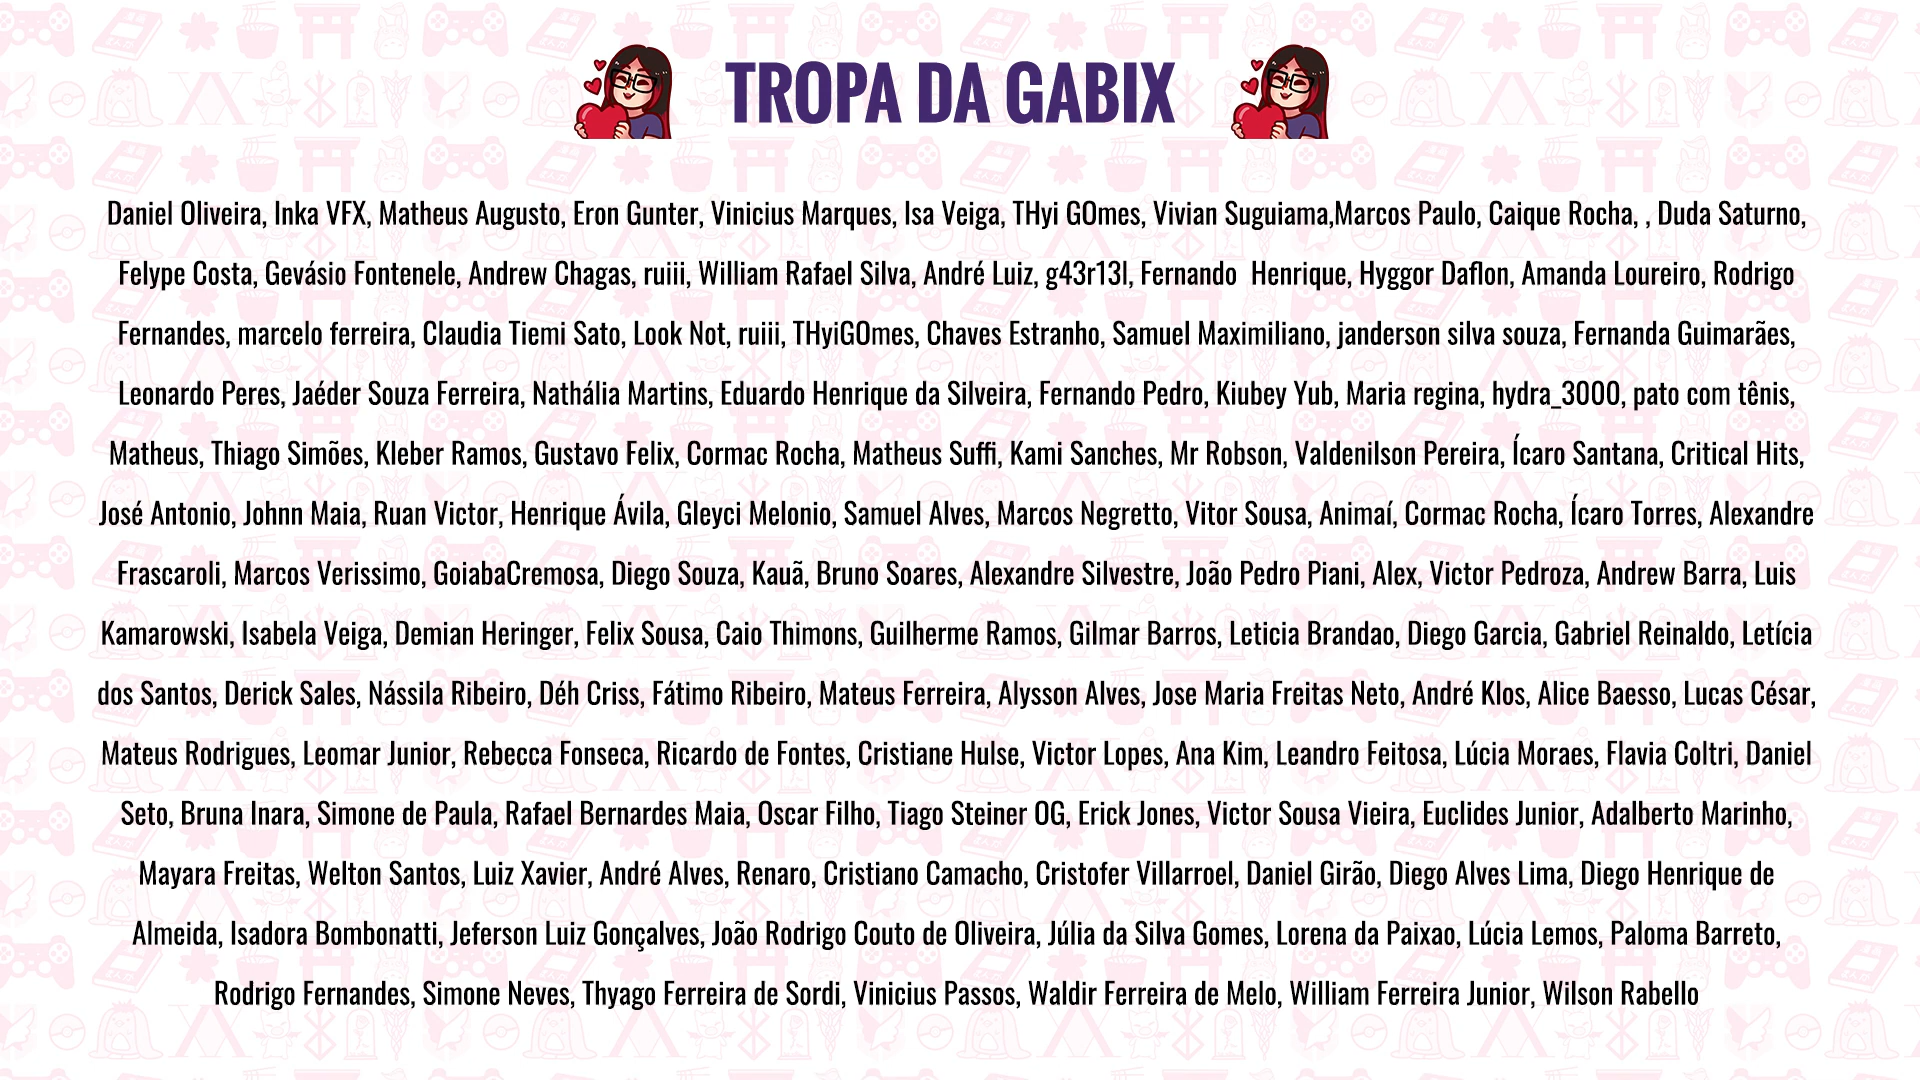 TROPA DA GABIX
Daniel Oliveira, Inka VFX, Matheus Augusto, Eron Gunter, Vinicius Marques, Isa Veiga, THyi GOmes, Vivian Suguiama,Marcos Paulo, Caique Rocha, , Duda Saturno,
Felype Costa, Gevásio Fontenele, Andrew Chagas, ruiii, William Rafael Silva, André Luiz, g43r13l, Fernando  Henrique, Hyggor Daflon, Amanda Loureiro, Rodrigo
Fernandes, marcelo ferreira, Claudia Tiemi Sato, Look Not, ruiii, THyiGOmes, Chaves Estranho, Samuel Maximiliano, janderson silva souza, Fernanda Guimarães,
Leonardo Peres, Jaéder Souza Ferreira, Nathália Martins, Eduardo Henrique da Silveira, Fernando Pedro, Kiubey Yub, Maria regina, hydra_3000, pato com tênis,
Matheus, Thiago Simões, Kleber Ramos, Gustavo Felix, Cormac Rocha, Matheus Suffi, Kami Sanches, Mr Robson, Valdenilson Pereira, Ícaro Santana, Critical Hits,
José Antonio, Johnn Maia, Ruan Victor, Henrique Ávila, Gleyci Melonio, Samuel Alves, Marcos Negretto, Vitor Sousa, Animaí, Cormac Rocha, Ícaro Torres, Alexandre
Frascaroli, Marcos Verissimo, GoiabaCremosa, Diego Souza, Kauã, Bruno Soares, Alexandre Silvestre, João Pedro Piani, Alex, Victor Pedroza, Andrew Barra, Luis
Kamarowski, Isabela Veiga, Demian Heringer, Felix Sousa, Caio Thimons, Guilherme Ramos, Gilmar Barros, Leticia Brandao, Diego Garcia, Gabriel Reinaldo, Letícia
dos Santos, Derick Sales, Nássila Ribeiro, Déh Criss, Fátimo Ribeiro, Mateus Ferreira, Alysson Alves, Jose Maria Freitas Neto, André Klos, Alice Baesso, Lucas César,
Mateus Rodrigues, Leomar Junior, Rebecca Fonseca, Ricardo de Fontes, Cristiane Hulse, Victor Lopes, Ana Kim, Leandro Feitosa, Lúcia Moraes, Flavia Coltri, Daniel
Seto, Bruna Inara, Simone de Paula, Rafael Bernardes Maia, Oscar Filho, Tiago Steiner OG, Erick Jones, Victor Sousa Vieira, Euclides Junior, Adalberto Marinho,
Mayara Freitas, Welton Santos, Luiz Xavier, André Alves, Renaro, Cristiano Camacho, Cristofer Villarroel, Daniel Girão, Diego Alves Lima, Diego Henrique de
Almeida, Isadora Bombonatti, Jeferson Luiz Gonçalves, João Rodrigo Couto de Oliveira, Júlia da Silva Gomes, Lorena da Paixao, Lúcia Lemos, Paloma Barreto,
Rodrigo Fernandes, Simone Neves, Thyago Ferreira de Sordi, Vinicius Passos, Waldir Ferreira de Melo, William Ferreira Junior, Wilson Rabello